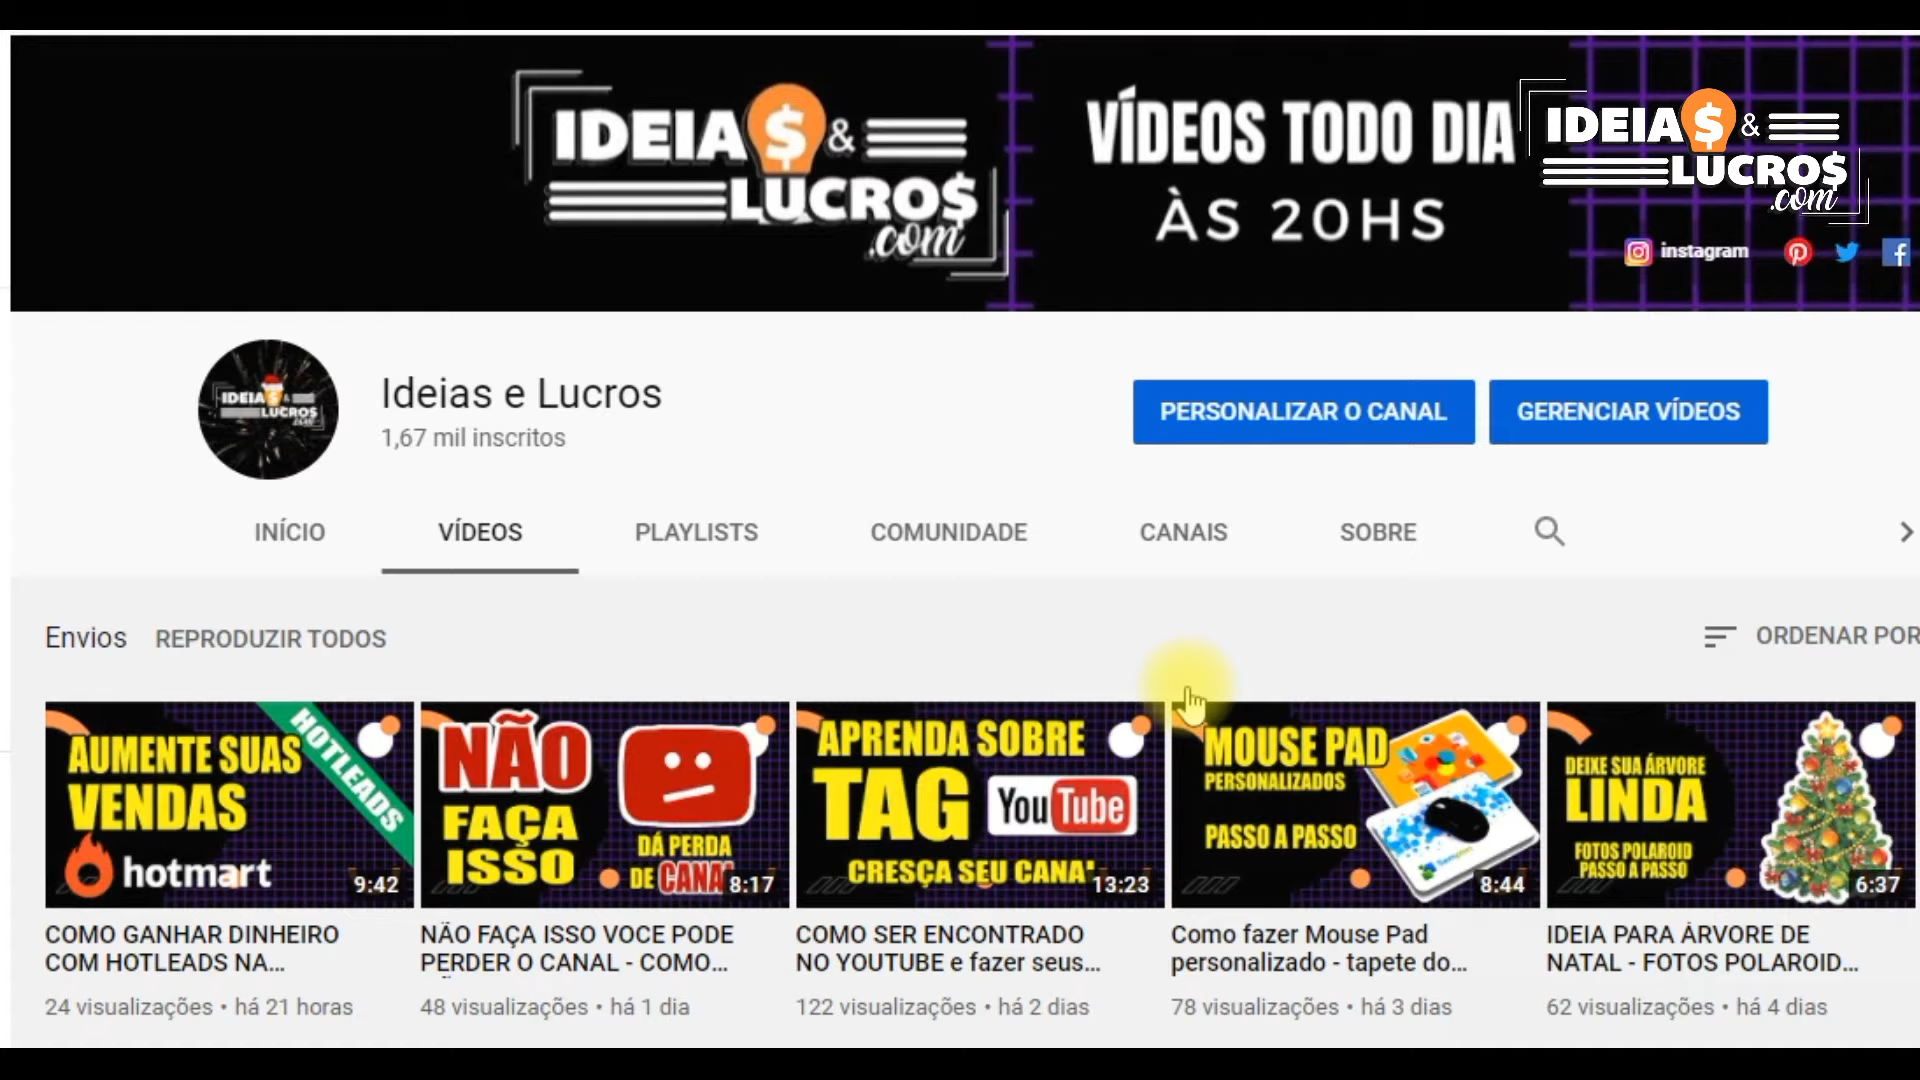 IDEIA$ &
LUCRO$
.com
VÍDEOS TODO DIA
ÀS 20HS
IDEIA$ &
LUCRO$
.com
instagram
IDEIA$ &
LUCROS
Ideias e Lucros
1,67 mil inscritos
PERSONALIZAR O CANAL
GERENCIAR VÍDEOS
INÍCIO
VÍDEOS
PLAYLISTS
COMUNIDADE
CANAIS
SOBRE
Envios
REPRODUZIR TODOS
ORDENAR POR
AUMENTE SUAS
VENDAS
HOTLEADS
hotmart
9:42
NÃO
FAÇA
ISSO
DÁ PERDA
DE CANA
8:17
APRENDA SOBRE
TAG
YouTube
CRESÇA SEU CANA
13:23
MOUSE PAD
PERSONALIZADOS
PASSO A PASSO
8:44
DEIXE SUA ÁRVORE
LINDA
FOTOS POLAROID
PASSO A PASSO
6:37
COMO GANHAR DINHEIRO
COM HOTLEADS NA...
24 visualizações • há 21 horas
NÃO FAÇA ISSO VOCE PODE
PERDER O CANAL - COMO...
48 visualizações • há 1 dia
COMO SER ENCONTRADO
NO YOUTUBE e fazer seus...
122 visualizações • há 2 dias
Como fazer Mouse Pad
personalizado - tapete do...
78 visualizações • há 3 dias
IDEIA PARA ÁRVORE DE
NATAL - FOTOS POLAROID...
62 visualizações • há 4 dias